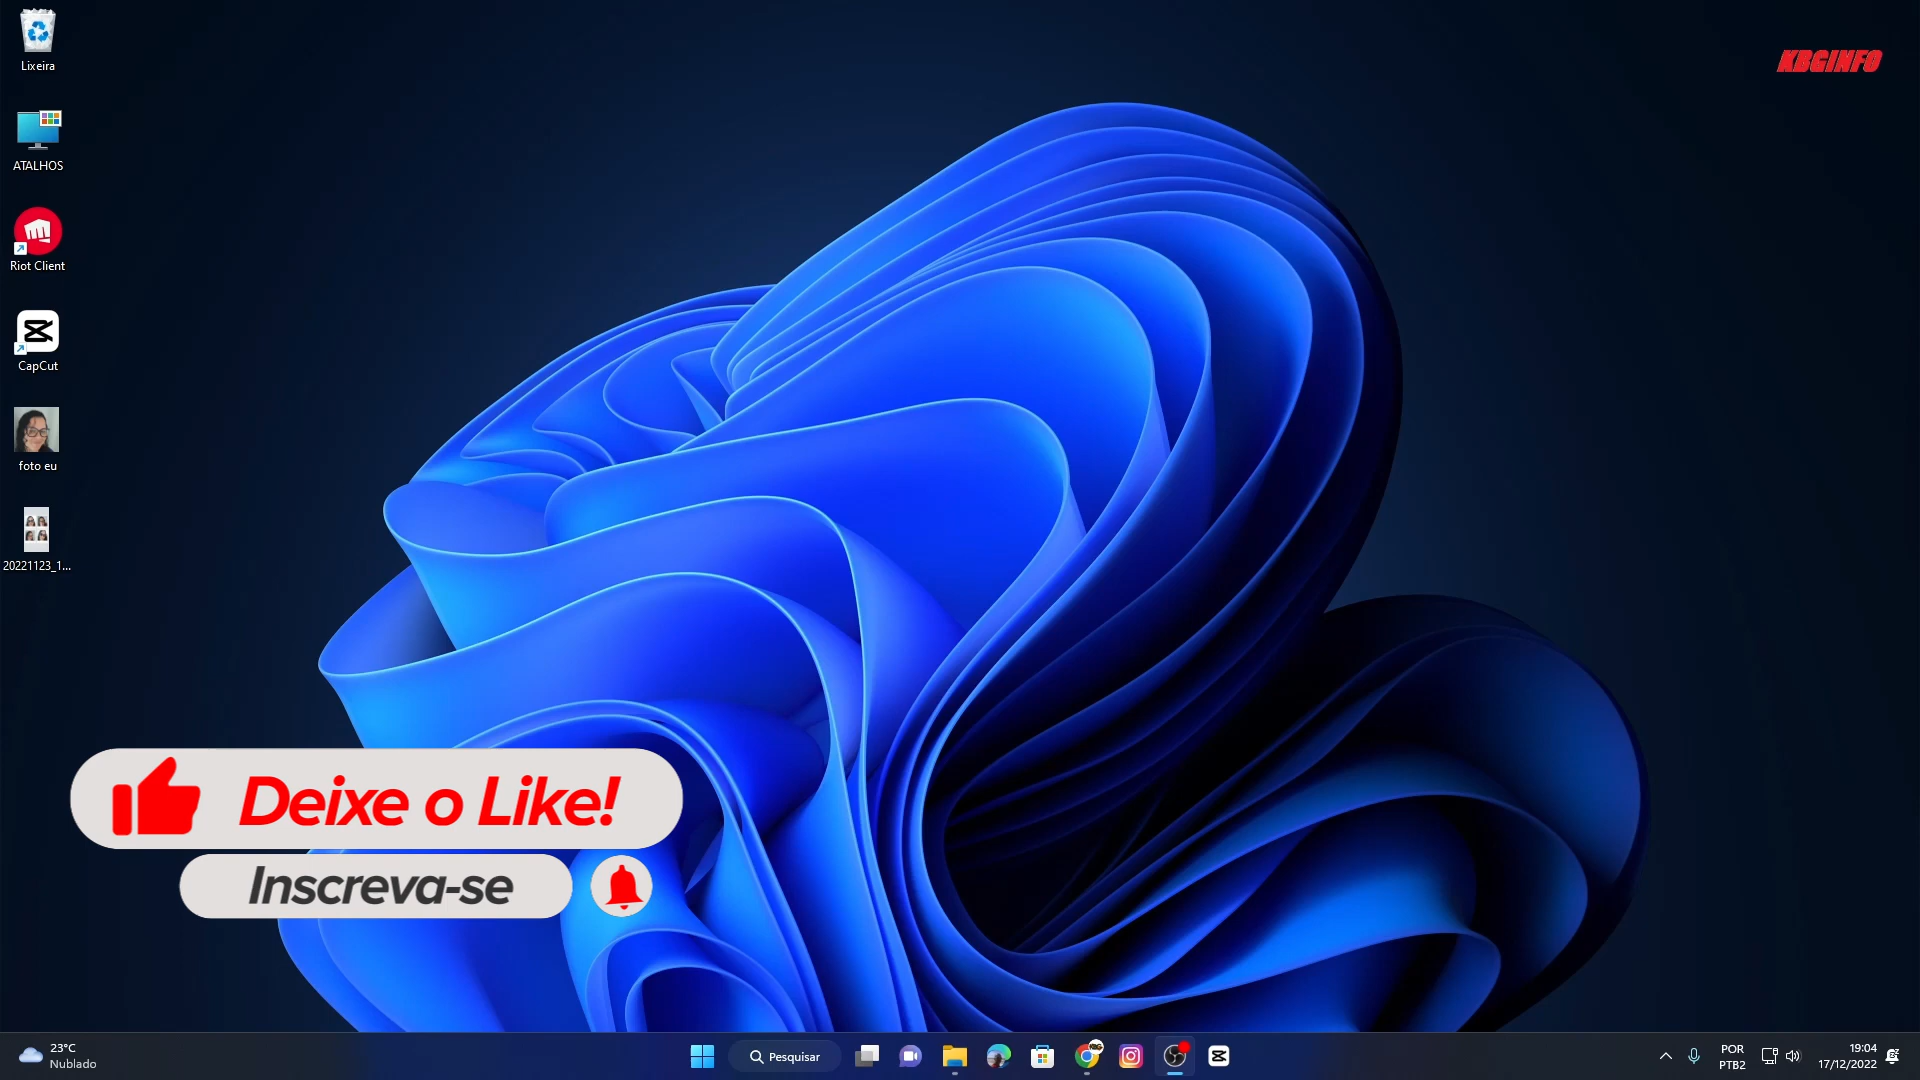 Lixeira
KBGINFO
ATALHOS
Riot Client
CapCut
foto eu
20221123_1...
Deixe o Like!
Inscreva-se
23°C
Nublado
Pesquisar
POR
PTB2
19:04
17/12/2022